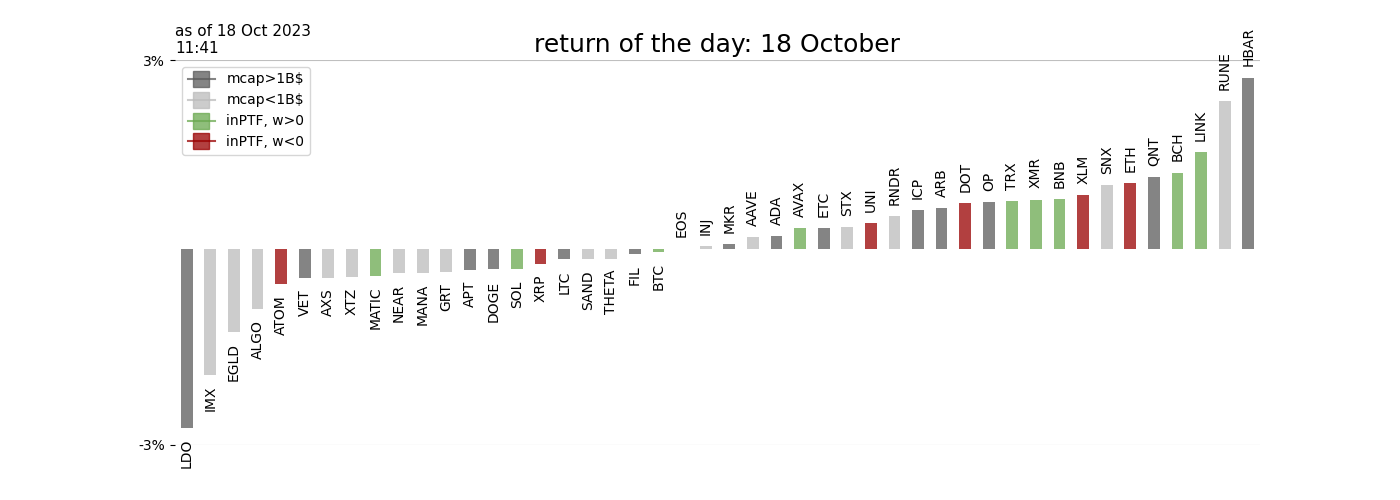 as of 18 Oct 2023
11:41
return of the day: 18 October
3%
mcap>1B$
mcap<1B$
inPTF, w>0
inPTF, w<0
-3%
LDO
IMX
EGLD
ALGO
ATOM
VET
AXS
XTZ
MATIC
NEAR
MANA
GRT
APT
DOGE
SOL
XRP
LTC
SAND
THETA
FIL
BTC
EOS
INJ
MKR
AAVE
ADA
AVAX
ETC
STX
UNI
RNDR
ICP
ARB
DOT
OP
TRX
XMR
BNB
XLM
SNX
ETH
QNT
BCH
LINK
RUNE
HBAR